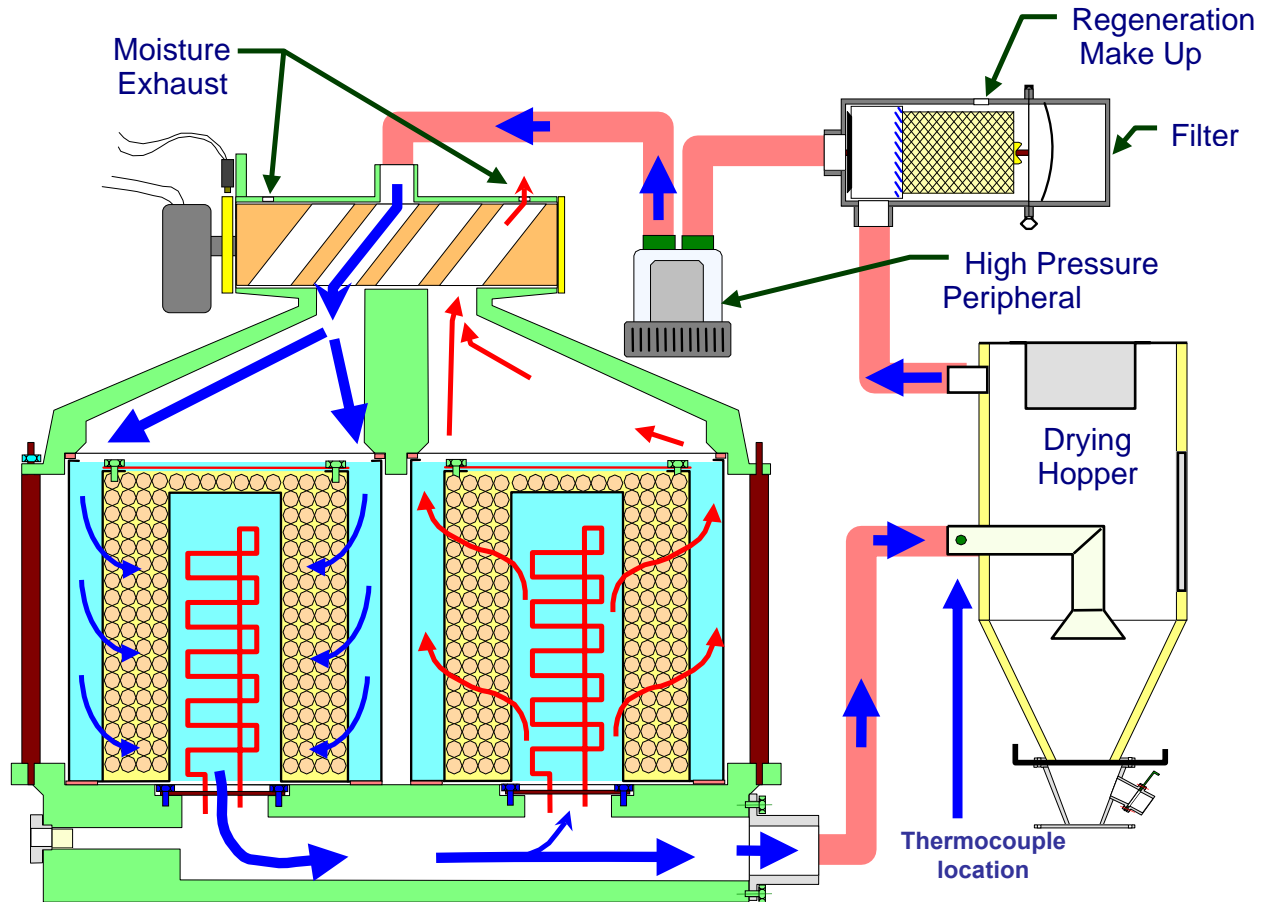 Moisture
Exhaust
Regeneration
Make Up
Filter
High Pressure
Peripheral
Drying
Hopper
Thermocouple
location